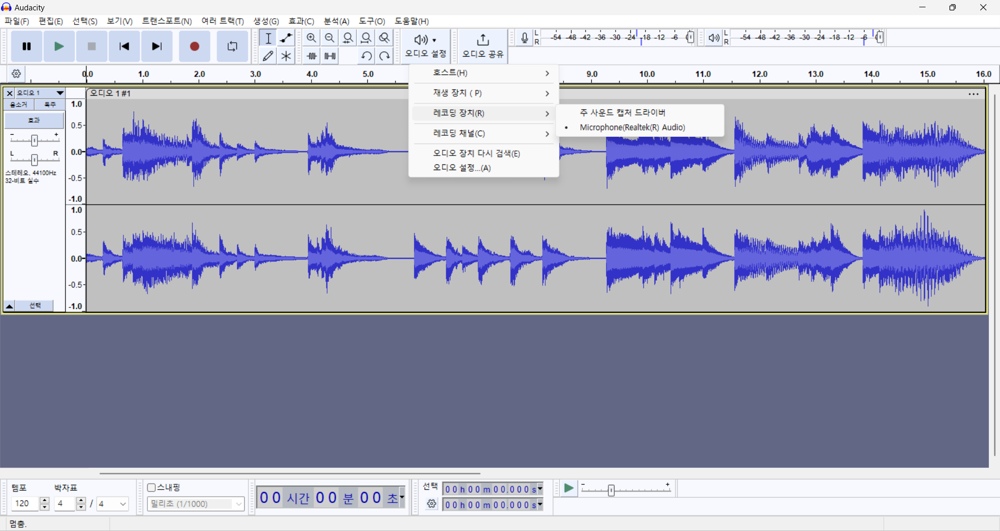 Audacity
파일(F) 편집(E) 선택(S) 보기(V) 트랜스포트(N) 여러 트랙(T) 생성(G) 효과(C) 분석(A) 도구(O) 도움말(H)
오디오 설정
오디오 공유
L
R
-54 -48 -42 -36 -30 -24 -18 -12 -6 0
L
R
-54 -48 -42 -36 -30 -24 -18 -12 -6 0
0.0 1.0 2.0 3.0 4.0 5.0 9.0 10.0 11.0 12.0 13.0 14.0 15.0 16.0
호스트(H)
재생 장치 ( P)
레코딩 장치(R)
레코딩 채널(C)
오디오 장치 다시 검색(E)
오디오 설정...(A)
주 사운드 캡처 드라이버
• Microphone(Realtek(R) Audio)
오디오 1
음소거 독주
효과
- +
L R
스테레오, 44100Hz
32-비트 실수
선택
오디오 1 #1
1.0
0.5
0.0
-0.5
-1.0
1.0
0.5
0.0
-0.5
-1.0
템포 박자표
120 4 / 4
스내핑
밀리초 (1/1000)
00 시간 00 분 00 초
선택
00 h 00 m 00.000 s
00 h 00 m 00.000 s
- +
멈춤.